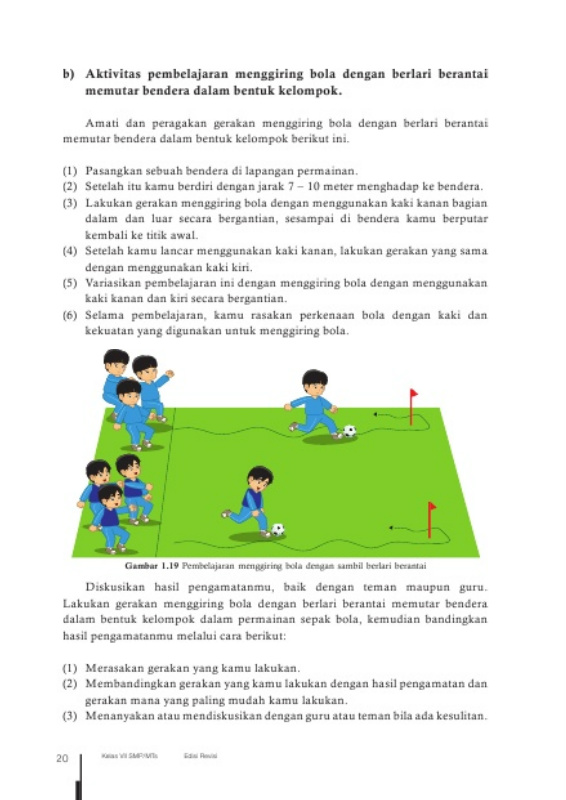 b) Aktivitas pembelajaran menggiring bola dengan berlari berantai
memutar bendera dalam bentuk kelompok.
Amati dan peragakan gerakan menggiring bola dengan berlari berantai
memutar bendera dalam bentuk kelompok berikut ini.
(1) Pasangkan sebuah bendera di lapangan permainan.
(2) Setelah itu kamu berdiri dengan jarak 7 – 10 meter menghadap ke bendera.
(3) Lakukan gerakan menggiring bola dengan menggunakan kaki kanan bagian
dalam dan luar secara bergantian, sesampai di bendera kamu berputar
kembali ke titik awal.
(4) Setelah kamu lancar menggunakan kaki kanan, lakukan gerakan yang sama
dengan menggunakan kaki kiri.
(5) Variasikan pembelajaran ini dengan menggiring bola dengan menggunakan
kaki kanan dan kiri secara bergantian.
(6) Selama pembelajaran, kamu rasakan perkenaan bola dengan kaki dan
kekuatan yang digunakan untuk menggiring bola.
Gambar 1.19 Pembelajaran menggiring bola dengan sambil berlari berantai
Diskusikan hasil pengamatanmu, baik dengan teman maupun guru.
Lakukan gerakan menggiring bola dengan berlari berantai memutar bendera
dalam bentuk kelompok dalam permainan sepak bola, kemudian bandingkan
hasil pengamatanmu melalui cara berikut:
(1) Merasakan gerakan yang kamu lakukan.
(2) Membandingkan gerakan yang kamu lakukan dengan hasil pengamatan dan
gerakan mana yang paling mudah kamu lakukan.
(3) Menanyakan atau mendiskusikan dengan guru atau teman bila ada kesulitan.
20 Kelas VII SMP/MTs Edisi Revisi